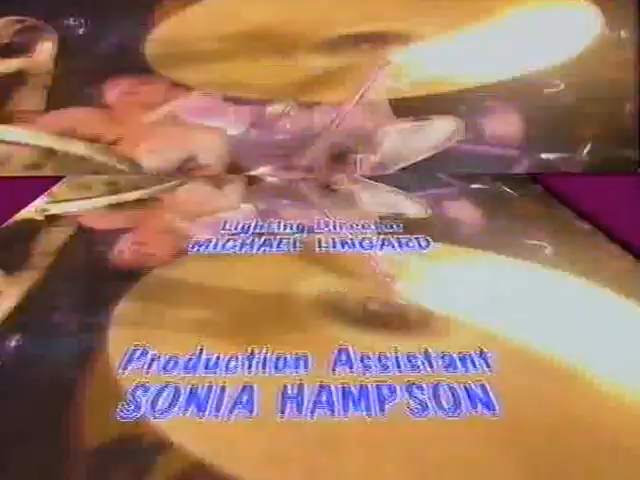 Lighting Director
MICHAEL LINGARD
Production Assistant
SONIA HAMPSON